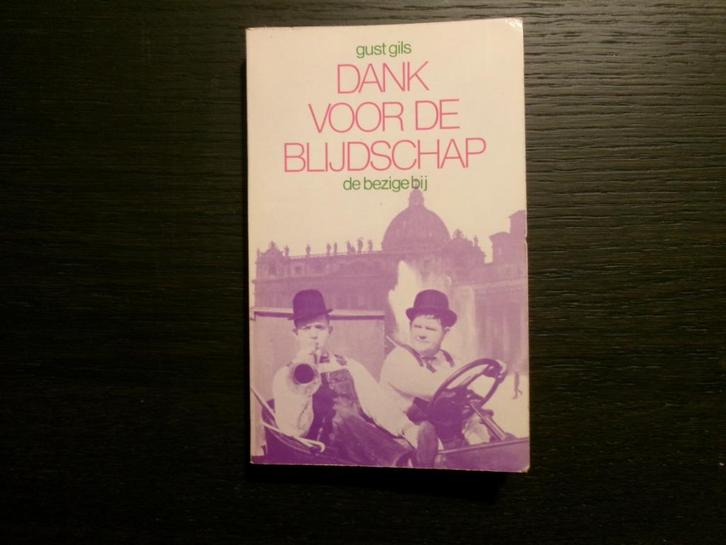 gust gils
DANK
VOOR DE
BLIJDSCHAP
de bezige bij